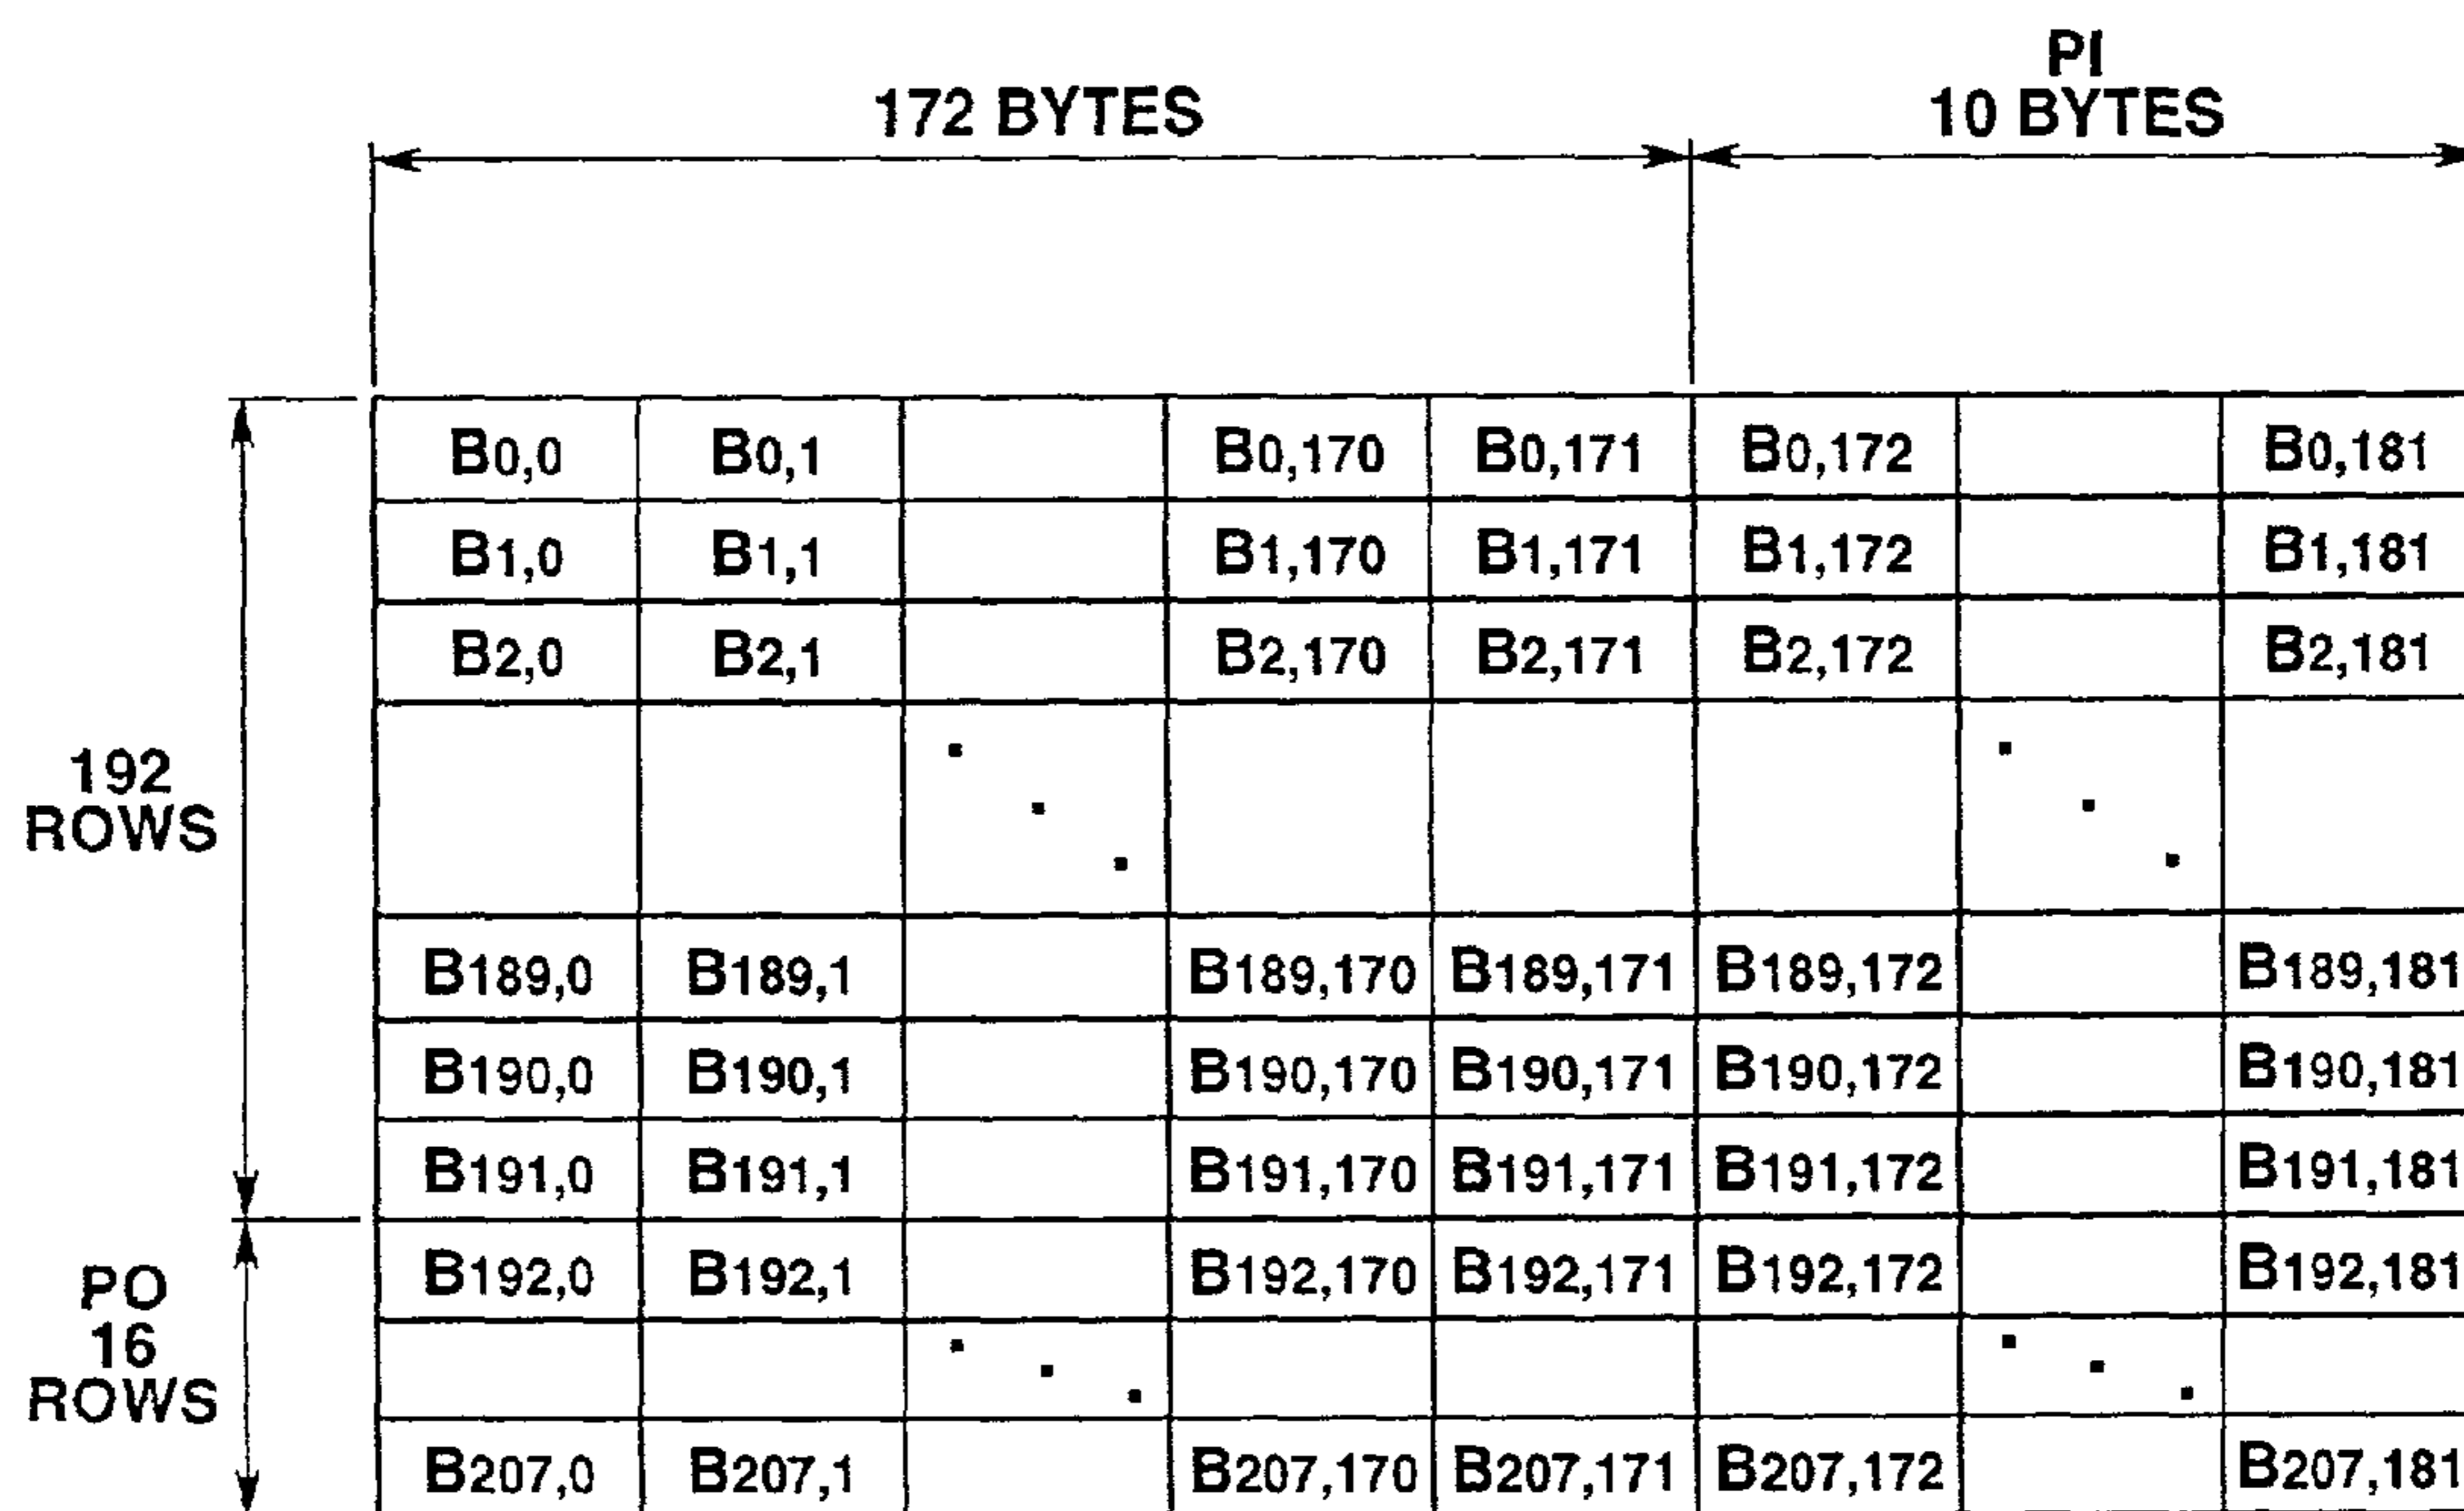 PI
172 BYTES 10 BYTES
B0,0 B0,1 B0,170 B0,171 B0,172 B0,181
B1,0 B1,1 B1,170 B1,171 B1,172 B1,181
B2,0 B2,1 B2,170 B2,171 B2,172 B2,181
192
ROWS
B189,0 B189,1 B189,170 B189,171 B189,172 B189,181
B190,0 B190,1 B190,170 B190,171 B190,172 B190,181
B191,0 B191,1 B191,170 B191,171 B191,172 B191,181
B192,0 B192,1 B192,170 B192,171 B192,172 B192,181
PO
16
ROWS
B207,0 B207,1 B207,170 B207,171 B207,172 B207,181